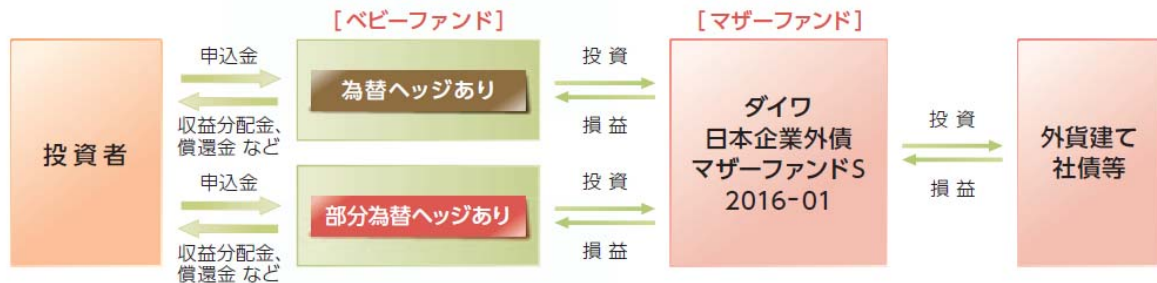 [ベビーファンド]
[マザーファンド]
投資者
申込金
収益分配金、
償還金 など
為替ヘッジあり
投 資
損 益
申込金
収益分配金、
償還金 など
部分為替ヘッジあり
投 資
損 益
ダイワ
日本企業外債
マザーファンドS
2016-01
投 資
損 益
外貨建て
社債等